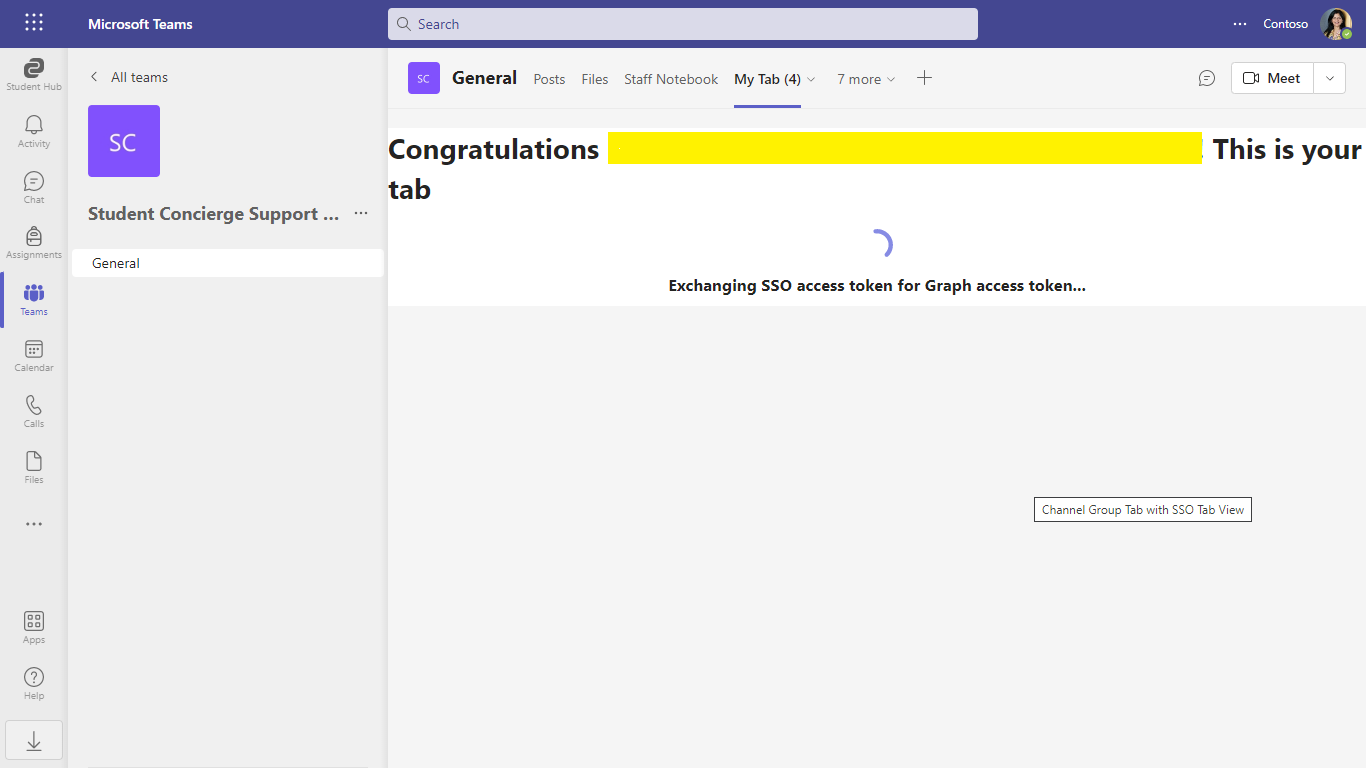 Microsoft Teams
Search
Contoso
Student Hub
Activity
Chat
Assignments
Teams
Calendar
Calls
Files
Apps
Help
All teams
SC
Student Concierge Support ...
General
SC
General Posts Files Staff Notebook My Tab (4) 7 more
Meet
Congratulations ! This is your
tab
Exchanging SSO access token for Graph access token...
Channel Group Tab with SSO Tab View